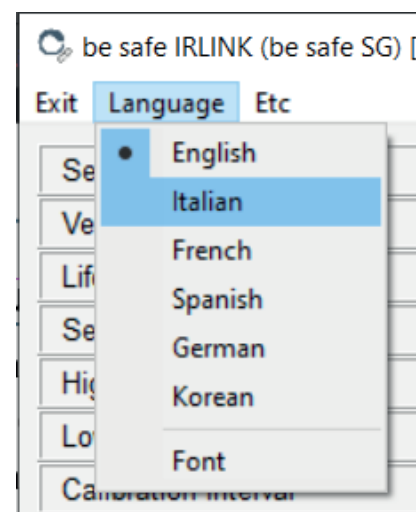 be safe IRLINK (be safe SG) [
Exit Language Etc
English
Italian
French
Spanish
German
Korean
Font